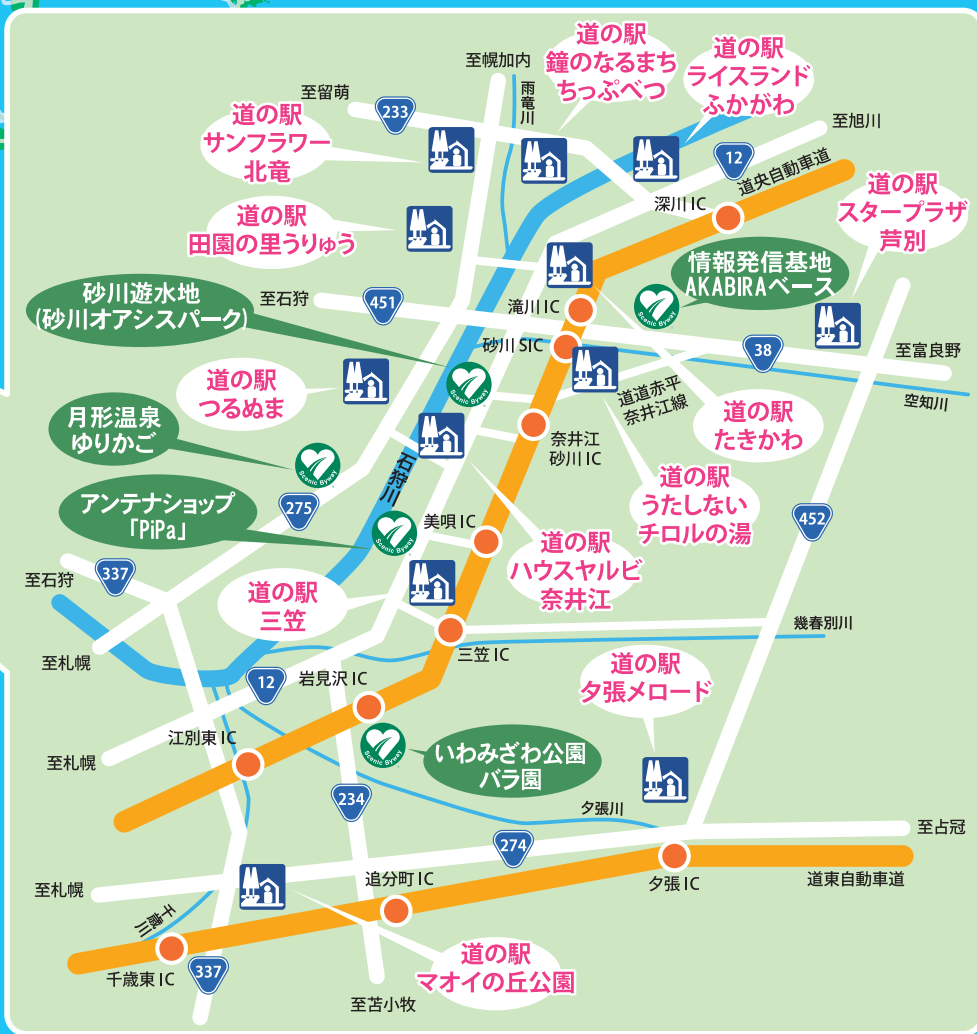 道の駅
鐘のなるまち
ちっぷべつ
道の駅
ライスランド
ふかがわ
至幌加内
雨竜川
至留萌
233
至旭川
12
道央自動車道
道の駅
サンフラワー
北竜
道の駅
スタープラザ
芦別
深川 IC
道の駅
田園の里うりゅう
情報発信基地
AKABIRAベース
Scenic Byway
砂川遊水地
(砂川オアシスパーク)
至石狩
451
滝川 IC
砂川 SIC
38
至富良野
空知川
道の駅
つるぬま
Scenic Byway
道道赤平
奈井江線
道の駅
たきかわ
月形温泉
ゆりかご
Scenic Byway
奈井江
砂川 IC
石狩川
道の駅
うたしない
チロルの湯
アンテナショップ
「PiPa」
275
Scenic Byway
美唄 IC
452
道の駅
ハウスヤルビ
奈井江
至石狩
337
道の駅
三笠
幾春別川
至札幌
三笠 IC
道の駅
夕張メロード
12
岩見沢 IC
江別東 IC
至札幌
Scenic Byway
いわみざわ公園
バラ園
234
夕張川
至占冠
274
至札幌
追分町 IC
夕張 IC
道東自動車道
千歳川
千歳東 IC
337
道の駅
マオイの丘公園
至苫小牧